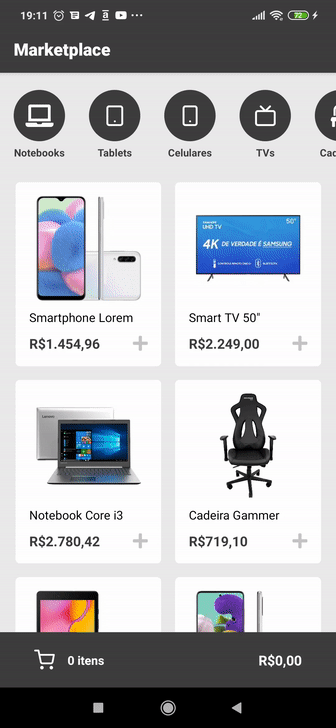 19:11
72
Marketplace
Notebooks
Tablets
Celulares
TVs
Cad
SAMSUNG
UHD TV
50"
4K DE VERDADE É SAMSUNG
Smartphone Lorem
R$1.454,96
Smart TV 50"
R$2.249,00
Lenovo
Notebook Core i3
R$2.780,42
Cadeira Gammer
R$719,10
0 itens
R$0,00